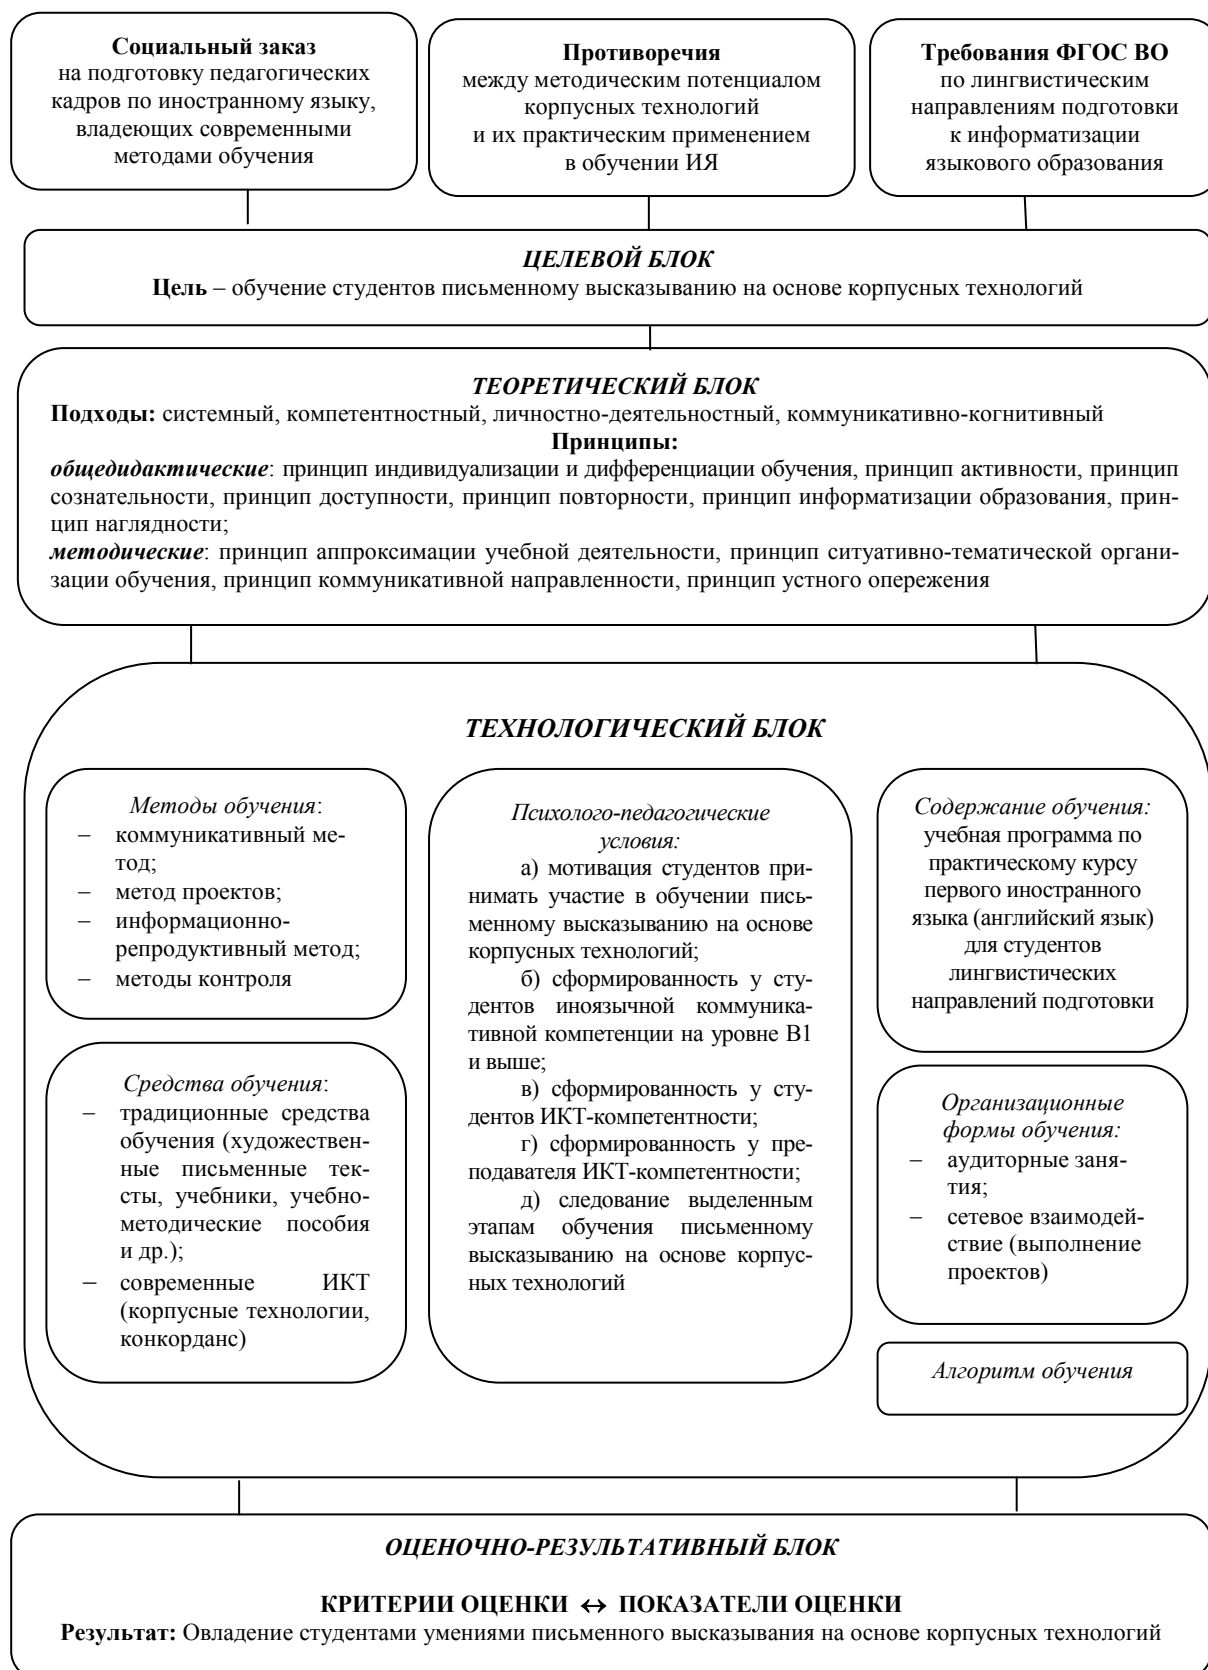 Социальный заказ
на подготовку педагогических
кадров по иностранному языку,
владеющих современными
методами обучения
Противоречия
между методическим потенциалом
корпусных технологий
и их практическим применением
в обучении ИЯ
Требования ФГОС ВО
по лингвистическим
направлениям подготовки
к информатизации
языкового образования
ЦЕЛЕВОЙ БЛОК
Цель – обучение студентов письменному высказыванию на основе корпусных технологий
ТЕОРЕТИЧЕСКИЙ БЛОК
Подходы: системный, компетентностный, личностно-деятельностный, коммуникативно-когнитивный
Принципы:
общедидактические: принцип индивидуализации и дифференциации обучения, принцип активности, принцип
сознательности, принцип доступности, принцип повторности, принцип информатизации образования, прин-
цип наглядности;
методические: принцип аппроксимации учебной деятельности, принцип ситуативно-тематической органи-
зации обучения, принцип коммуникативной направленности, принцип устного опережения
ТЕХНОЛОГИЧЕСКИЙ БЛОК
Методы обучения:
– коммуникативный ме-
тод;
– метод проектов;
– информационно-
репродуктивный метод;
– методы контроля
Средства обучения:
– традиционные средства
обучения (художествен-
ные письменные тек-
сты, учебники, учебно-
методические пособия
и др.);
– современные ИКТ
(корпусные технологии,
конкорданс)
Психолого-педагогические
условия:
а) мотивация студентов при-
нимать участие в обучении пись-
менному высказыванию на основе
корпусных технологий;
б) сформированность у сту-
дентов иноязычной коммуника-
тивной компетенции на уровне В1
и выше;
в) сформированность у сту-
дентов ИКТ-компетентности;
г) сформированность у пре-
подавателя ИКТ-компетентности;
д) следование выделенным
этапам обучения письменному
высказыванию на основе корпус-
ных технологий
Содержание обучения:
учебная программа по
практическому курсу
первого иностранного
языка (английский язык)
для студентов
лингвистических
направлений подготовки
Организационные
формы обучения:
– аудиторные заня-
тия;
– сетевое взаимодей-
ствие (выполнение
проектов)
Алгоритм обучения
ОЦЕНОЧНО-РЕЗУЛЬТАТИВНЫЙ БЛОК
КРИТЕРИИ ОЦЕНКИ ↔ ПОКАЗАТЕЛИ ОЦЕНКИ
Результат: Овладение студентами умениями письменного высказывания на основе корпусных технологий